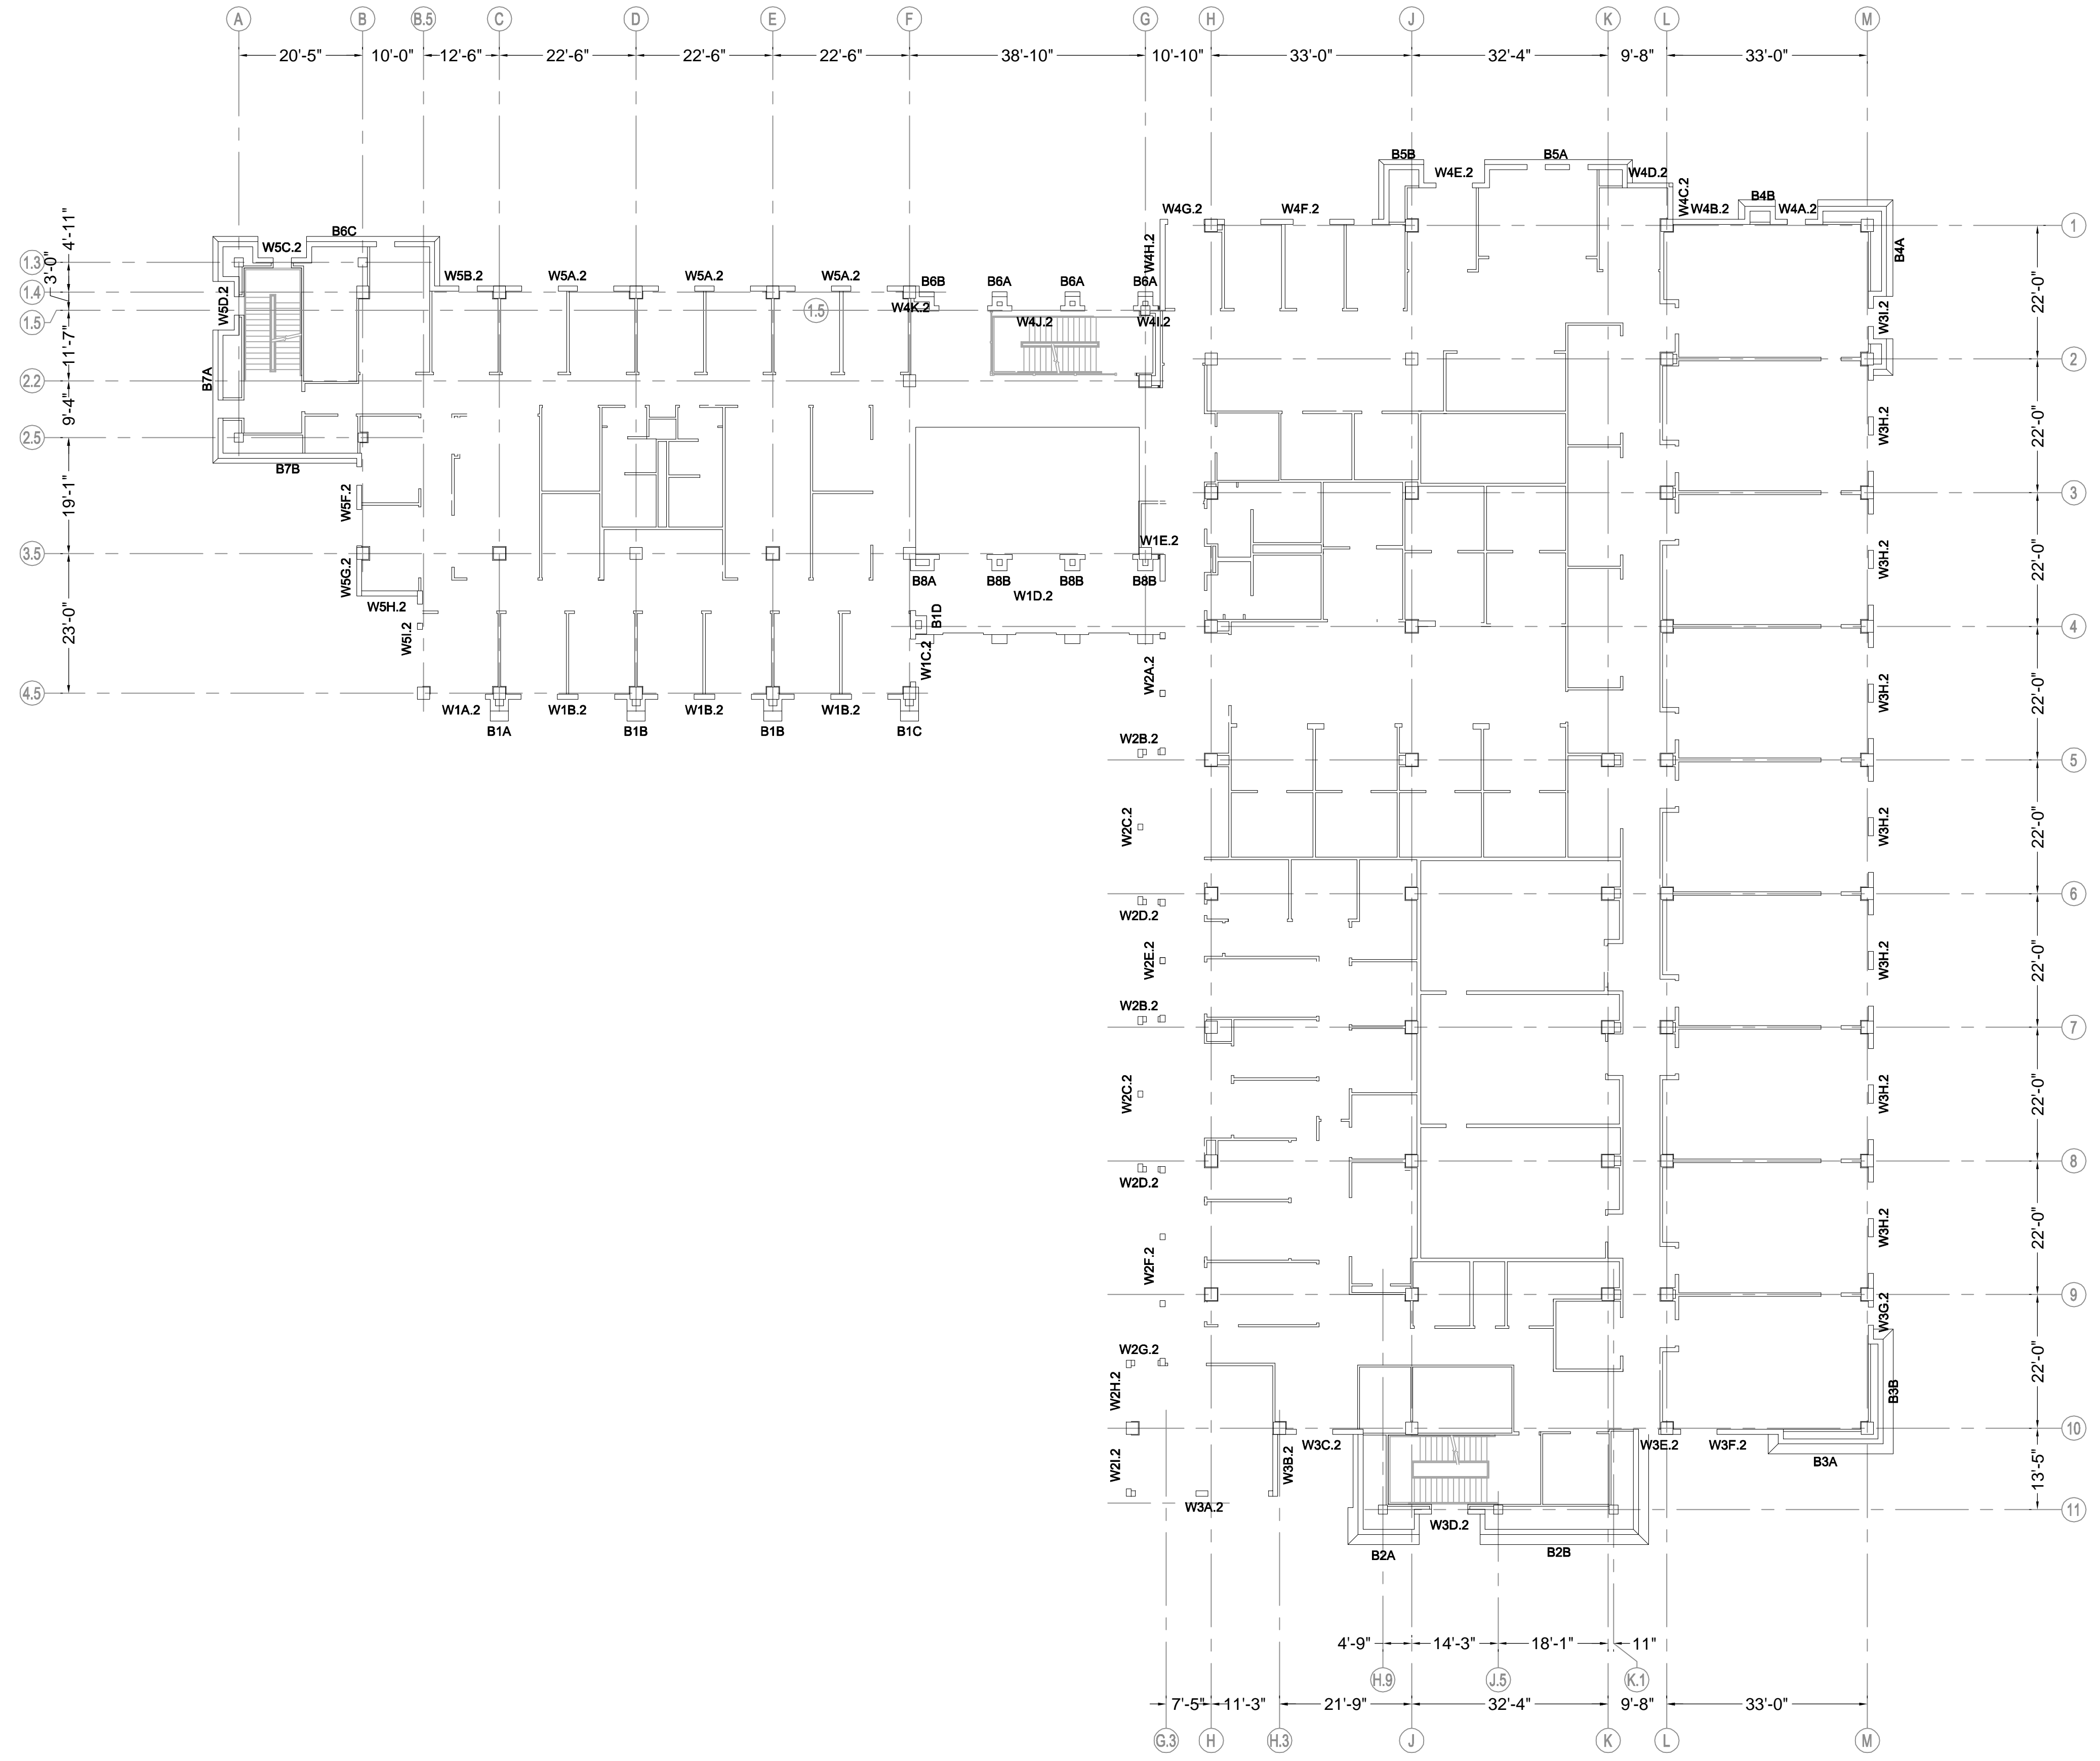 A B B.5 C D E F G H J K L M
20'-5" 10'-0" 12'-6" 22'-6" 22'-6" 22'-6" 38'-10" 10'-10" 33'-0" 32'-4" 9'-8" 33'-0"
B5B B5A
W4E.2 W4D.2
W4C.2
B4B
W4G.2 W4F.2 W4B.2 W4A.2
1
4'-11"
B6C
W4H.2
B4A
W5C.2
1.3
3'-0"
W5B.2 W5A.2 W5A.2 W5A.2 B6B B6A B6A B6A
1.4
W5D.2
W4K.2
1.5
1.5
W4J.2 W4I.2
W3I.2
22'-0"
11'-7"
2
B7A
2.2
9'-4"
W3H.2
22'-0"
2.5
B7B
19'-1"
W5F.2
3
W1E.2
3.5
W3H.2
22'-0"
W5G.2
B8A B8B B8B B8B
W5H.2
W1D.2
B1D
23'-0"
W5I.2
4
W1C.2
W2A.2
W3H.2
22'-0"
4.5
W1A.2 W1B.2 W1B.2 W1B.2
B1A B1B B1B B1C
W2B.2
5
W2C.2
W3H.2
22'-0"
6
W2D.2
W2E.2
W3H.2
22'-0"
W2B.2
7
W2C.2
W3H.2
22'-0"
8
W2D.2
W3H.2
22'-0"
W2F.2
9
W3G.2
W2G.2
22'-0"
W2H.2
B3B
10
W3C.2 W3E.2 W3F.2
W2I.2
W3B.2
B3A
13'-5"
W3A.2
11
W3D.2
B2A B2B
4'-9" 14'-3" 18'-1" 11"
H.9 J.5 K.1
7'-5" 11'-3" 21'-9" 32'-4" 9'-8" 33'-0"
G.3 H H.3 J K L M